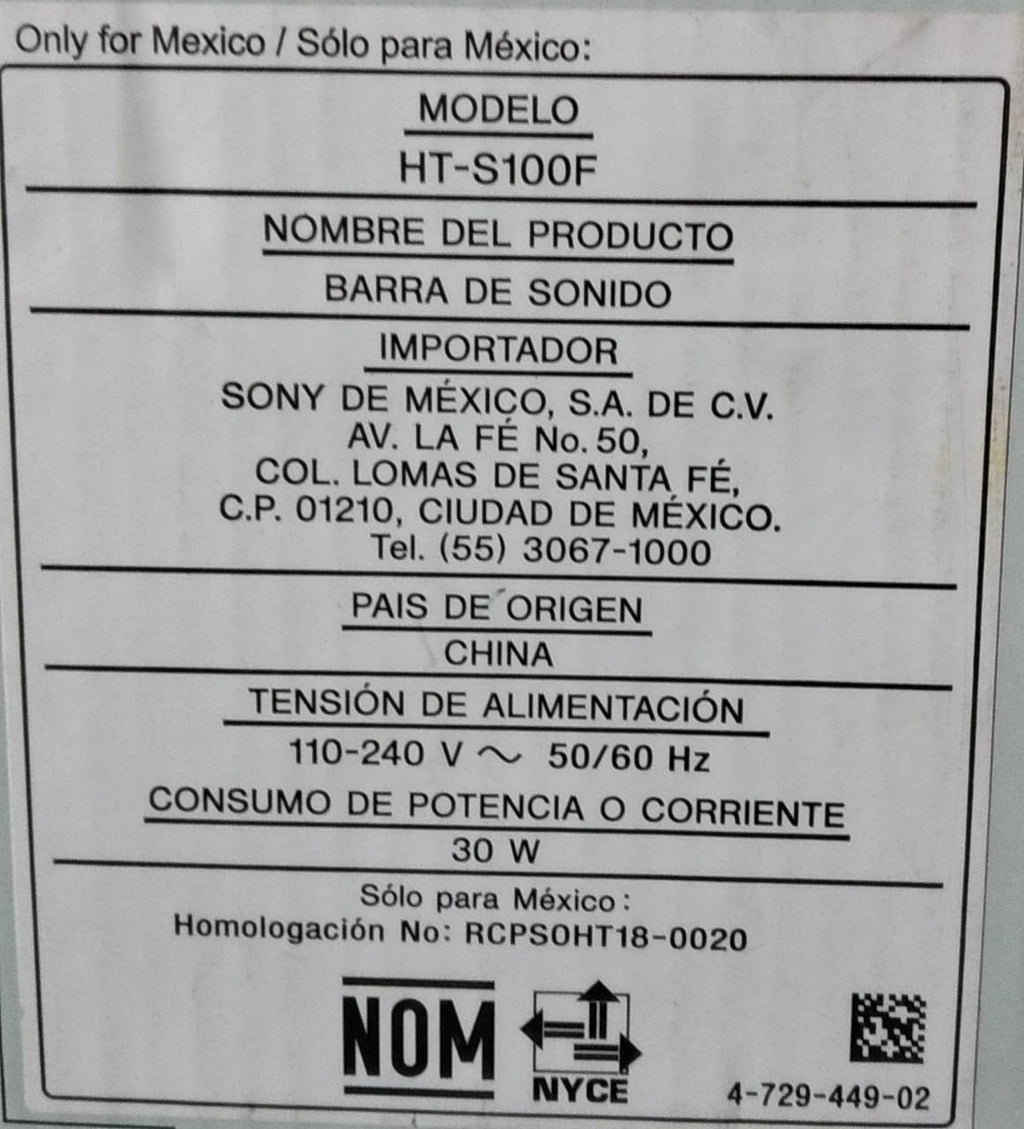 Only for Mexico / Sólo para México:
MODELO
HT-S100F
NOMBRE DEL PRODUCTO
BARRA DE SONIDO
IMPORTADOR
SONY DE MÉXICO, S.A. DE C.V.
AV. LA FÉ No. 50,
COL. LOMAS DE SANTA FÉ,
C.P. 01210, CIUDAD DE MÉXICO.
Tel. (55) 3067-1000
PAIS DE ORIGEN
CHINA
TENSIÓN DE ALIMENTACIÓN
110-240 V ~ 50/60 Hz
CONSUMO DE POTENCIA O CORRIENTE
30 W
Sólo para México:
Homologación No: RCPSOHT18-0020
NOM
NYCE
4-729-449-02